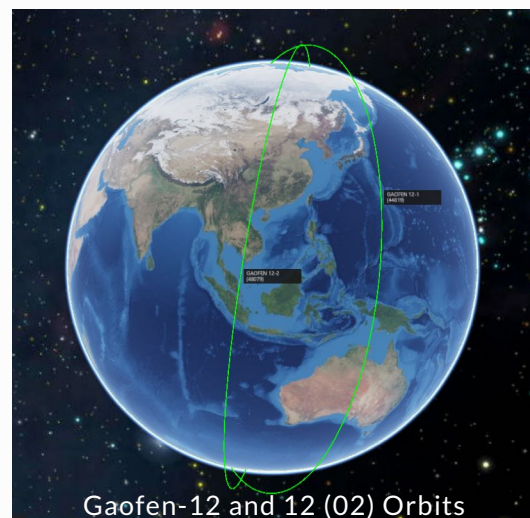 GAOFEN 12-1
(44819)
GAOFEN 12-2
(48079)
Gaofen-12 and 12 (02) Orbits